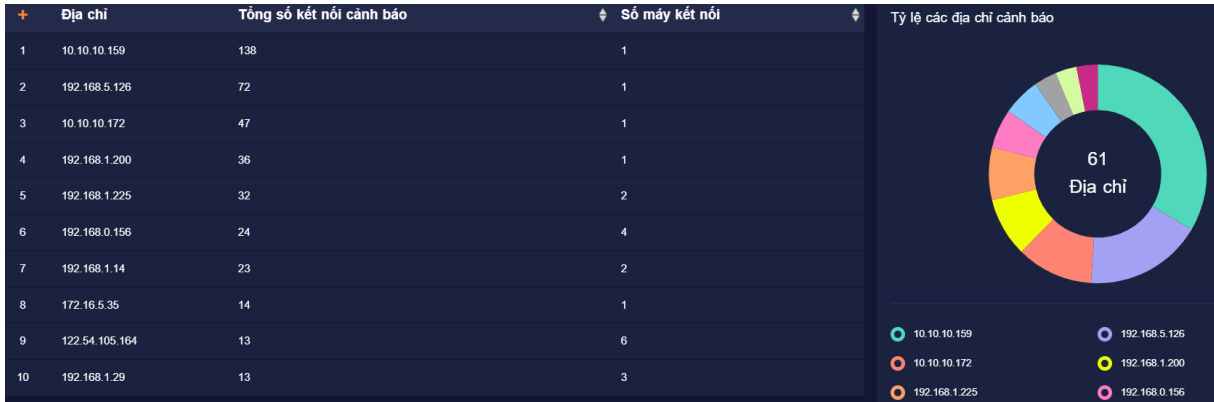 + Địa chỉ Tổng số kết nối cảnh báo Số máy kết nối
1 10.10.10.159 138 1
2 192.168.5.126 72 1
3 10.10.10.172 47 1
4 192.168.1.200 36 1
5 192.168.1.225 32 2
6 192.168.0.156 24 4
7 192.168.1.14 23 2
8 172.16.5.35 14 1
9 122.54.105.164 13 6
10 192.168.1.29 13 3
Tỷ lệ các địa chỉ cảnh báo
61
Địa chỉ
10.10.10.159 192.168.5.126
10.10.10.172 192.168.1.200
192.168.1.225 192.168.0.156